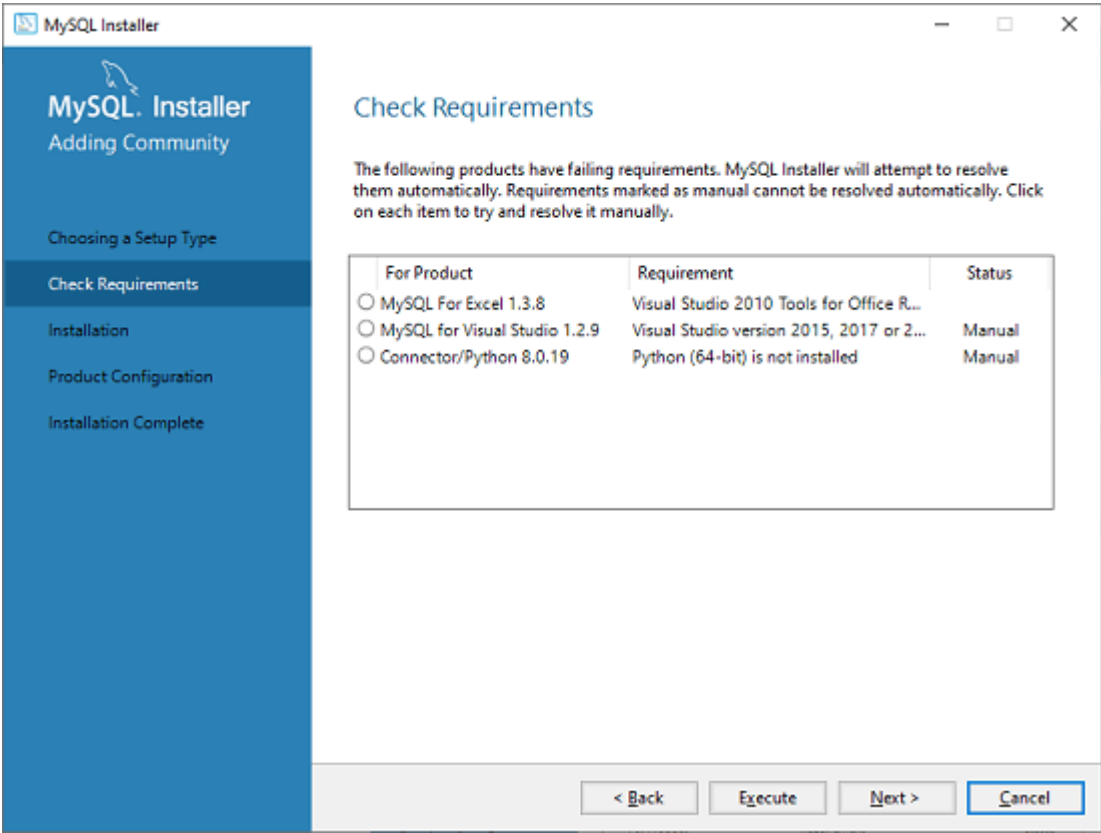 MySQL Installer
MySQL. Installer
Adding Community
Choosing a Setup Type
Check Requirements
Installation
Product Configuration
Installation Complete
Check Requirements
The following products have failing requirements. MySQL Installer will attempt to resolve
them automatically. Requirements marked as manual cannot be resolved automatically. Click
on each item to try and resolve it manually.
For Product Requirement Status
MySQL For Excel 1.3.8 Visual Studio 2010 Tools for Office R...
MySQL for Visual Studio 1.2.9 Visual Studio version 2015, 2017 or 2... Manual
Connector/Python 8.0.19 Python (64-bit) is not installed Manual
< Back Execute Next > Cancel